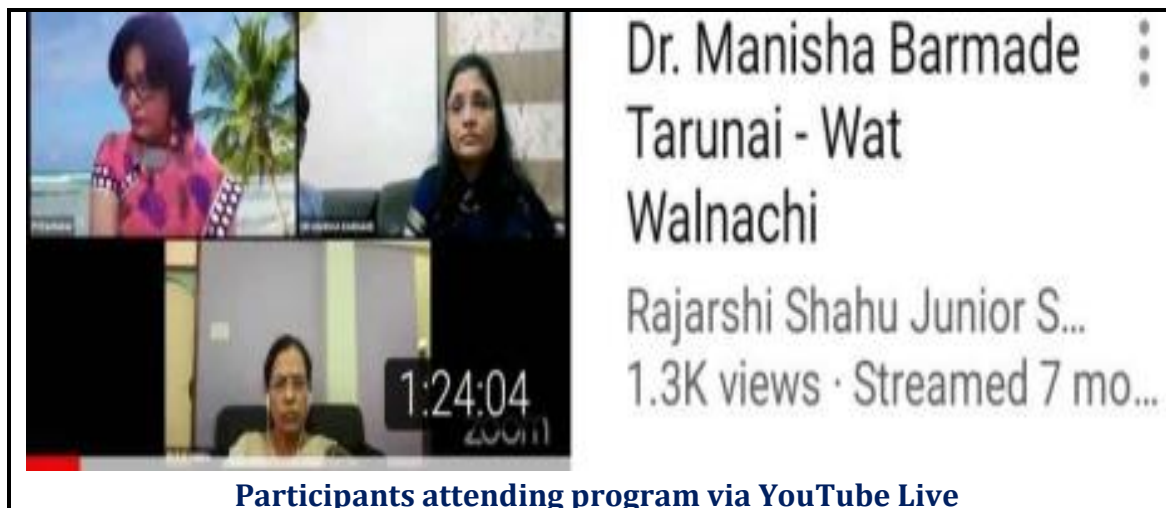 Dr. Manisha Barmade
Tarunai - Wat
Walnachi
Rajarshi Shahu Junior S...
1.3K views · Streamed 7 mo...
1:24:04
zoom
Participants attending program via YouTube Live